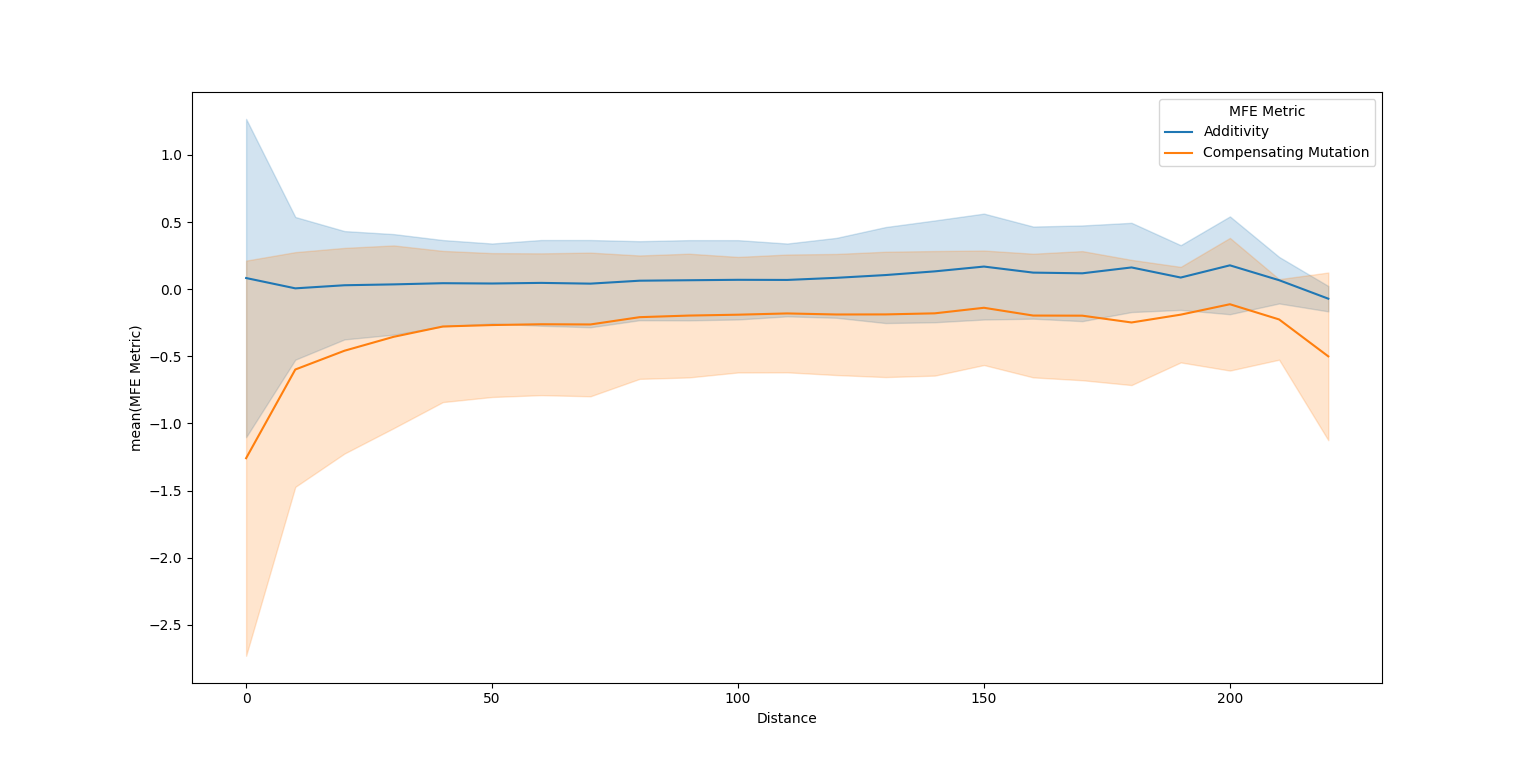 MFE Metric
Additivity
Compensating Mutation
mean(MFE Metric)
1.0
0.5
0.0
−0.5
−1.0
−1.5
−2.0
−2.5
0
50
100
150
200
Distance